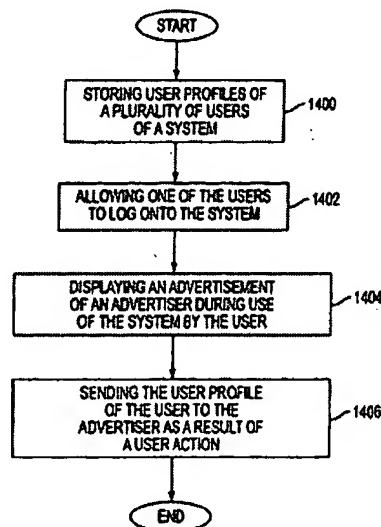 START
STORING USER PROFILES OF
A PLURALITY OF USERS
OF A SYSTEM
1400
ALLOWING ONE OF THE USERS
TO LOG ONTO THE SYSTEM
1402
DISPLAYING AN ADVERTISEMENT
OF AN ADVERTISER DURING USE
OF THE SYSTEM BY THE USER
1404
SENDING THE USER PROFILE
OF THE USER TO THE
ADVERTISER AS A RESULT OF
A USER ACTION
1406
END